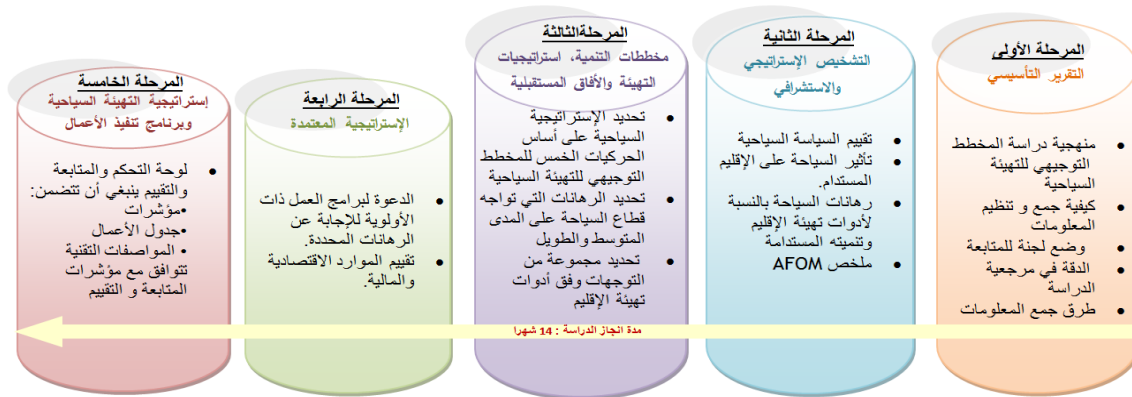 المرحلة الأولى
التقرير التأسيسي
منهجية دراسة المخطط
التوجيهي للتهيئة
السياحية
كيفية جمع و تنظيم
المعلومات
وضع لجنة للمتابعة
الدقة في مرجعية
الدراسة
طرق جمع المعلومات
المرحلة الثانية
التشخيص الإستراتيجي
والاستشرافي
تقييم السياسة السياحية
تأثير السياحة على الإقليم
المستدام.
رهانات السياحة بالنسبة
لأدوات تهيئة الإقليم
وتنميته المستدامة
ملخص AFOM
المرحلةالثالثة
مخططات التنمية، استراتيجيات
التهيئة والأفاق المستقبلية
تحديد الإستراتيجية
السياحية على أساس
الحركيات الخمس للمخطط
التوجيهي للتهيئة السياحية
تحديد الرهانات التي تواجه
قطاع السياحة على المدى
المتوسط والطويل
تحديد مجموعة من
التوجهات وفق أدوات
تهيئة الإقليم
المرحلة الرابعة
الإستراتيجية المعتمدة
الدعوة لبرامج العمل ذات
الأولوية للإجابة عن
الرهانات المحددة.
تقييم الموارد الاقتصادية
والمالية.
المرحلة الخامسة
إستراتيجية التهيئة السياحية
وبرنامج تنفيذ الأعمال
لوحة التحكم والمتابعة
والتقييم ينبغي أن تتضمن:
•مؤشرات
•جدول الأعمال
• المواصفات التقنية
تتوافق مع مؤشرات
المتابعة و التقييم
مدة انجاز الدراسة : 14 شهرا